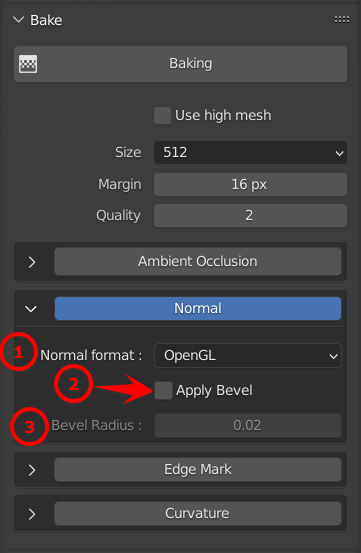 Bake
Baking
Use high mesh
Size 512
Margin 16 px
Quality 2
Ambient Occlusion
Normal
1 Normal format : OpenGL
2 Apply Bevel
3 Bevel Radius : 0.02
Edge Mark
Curvature